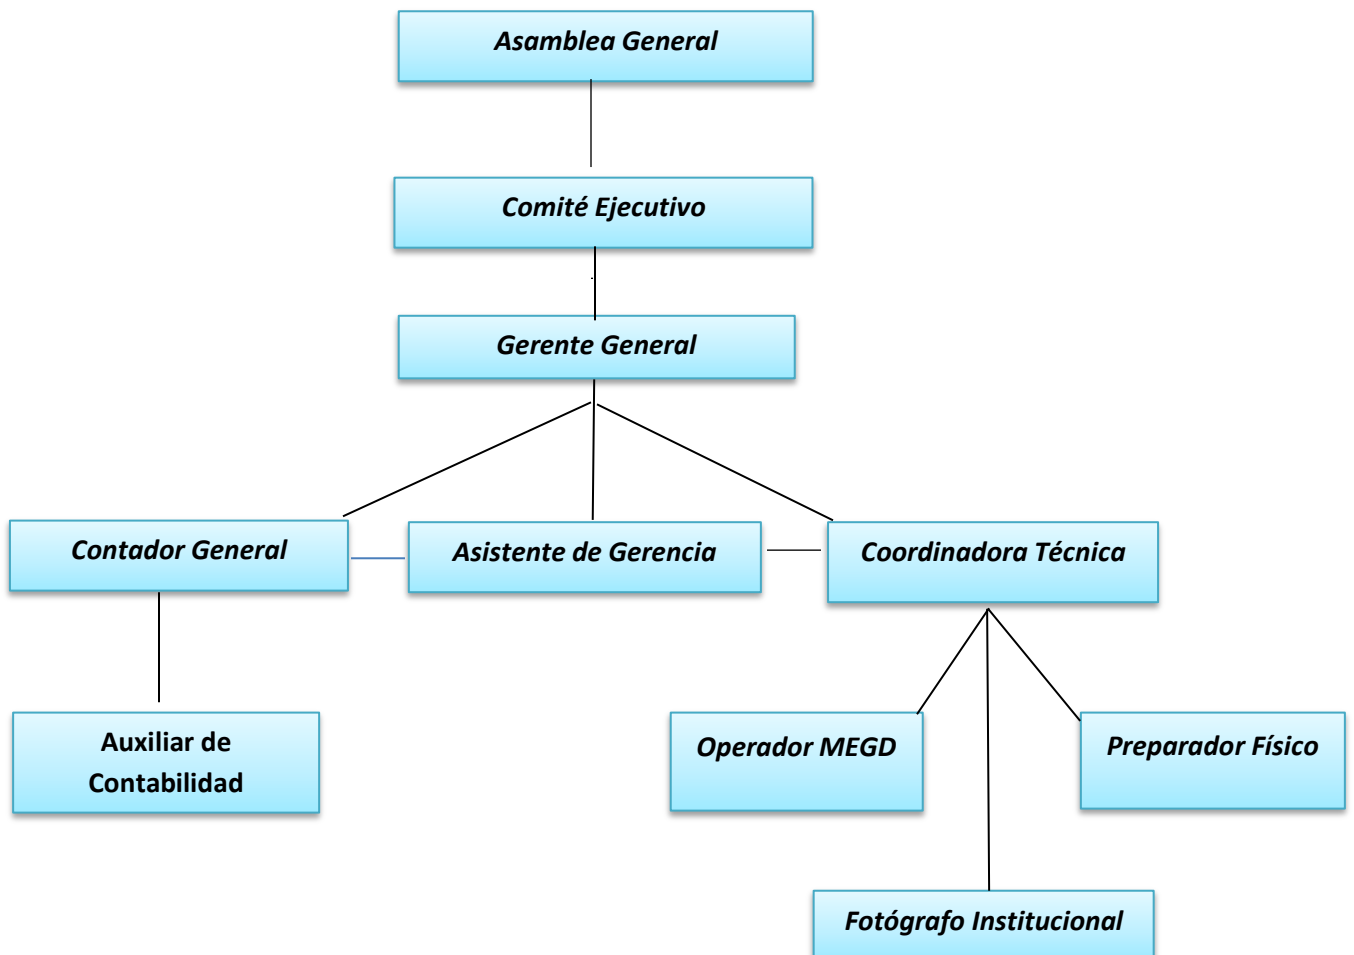 Asamblea General
Comité Ejecutivo
Gerente General
Contador General
Asistente de Gerencia
Coordinadora Técnica
Auxiliar de
Contabilidad
Operador MEGD
Preparador Físico
Fotógrafo Institucional